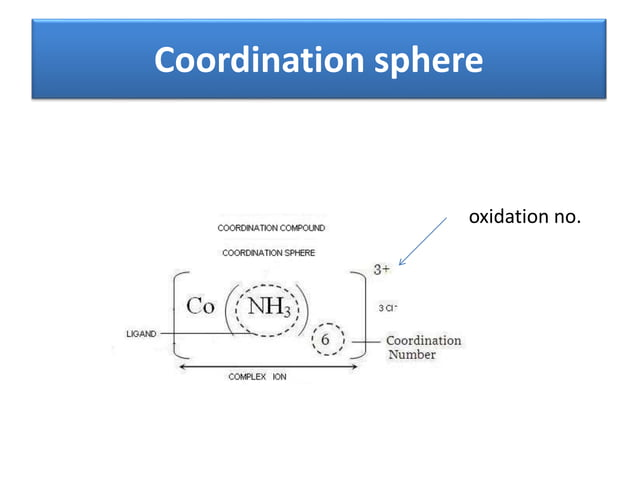 Coordination sphere
oxidation no.
COORDINATION COMPOUND
COORDINATION SPHERE
3+
Co (NH3)
3 Cl-
LIGAND
6
Coordination
Number
COMPLEX ION